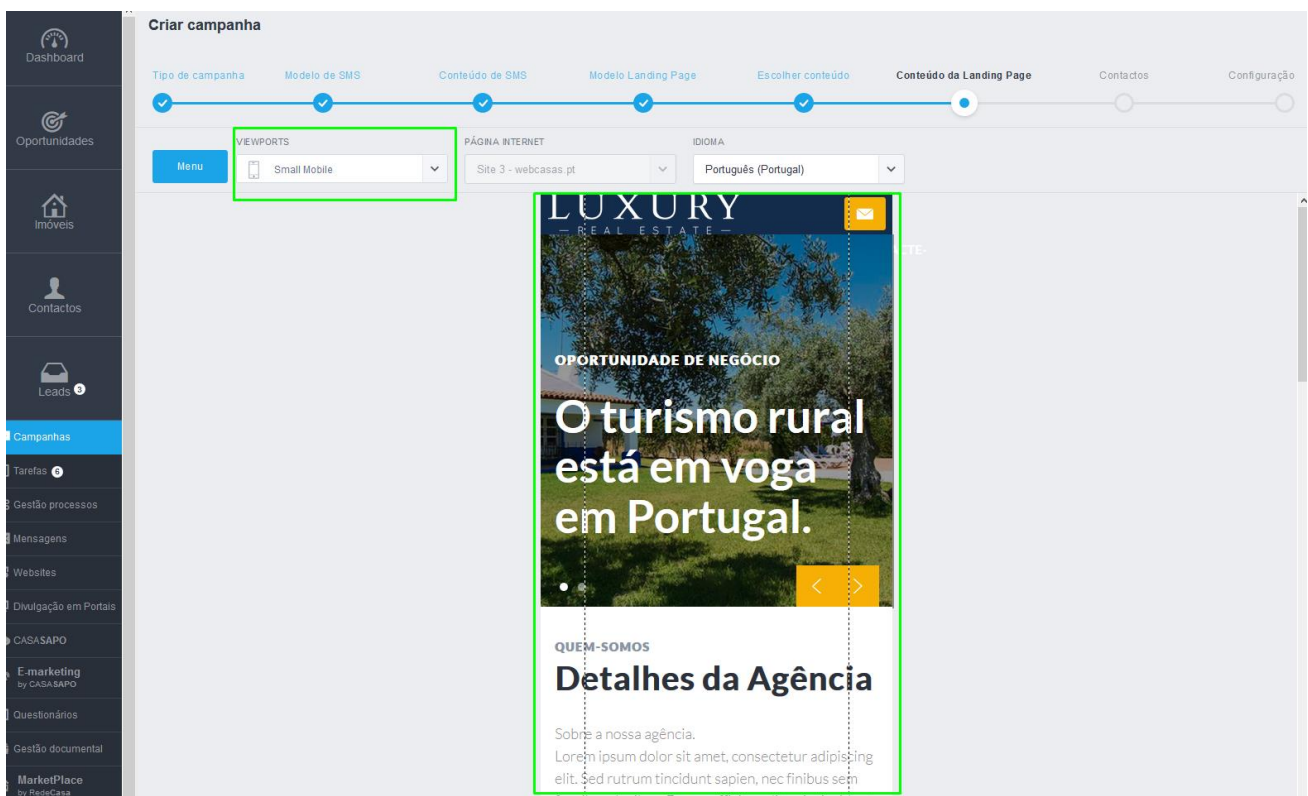 Dashboard
Oportunidades
Imóveis
Contactos
Leads 3
Campanhas
Tarefas 6
Gestão processos
Mensagens
Websites
Divulgação em Portais
CASASAPO
E-marketing
by CASASAPO
Questionários
Gestão documental
MarketPlace
by RedeCasa
Criar campanha
Tipo de campanha
Modelo de SMS
Conteúdo de SMS
Modelo Landing Page
Escolher conteúdo
Conteúdo da Landing Page
Contactos
Configuração
Menu
VIEWPORTS
Small Mobile
PÁGINA INTERNET
Site 3 - webcasas.pt
IDIOMA
Português (Portugal)
LUXURY
— REAL ESTATE —
CTE-
OPORTUNIDADE DE NEGÓCIO
O turismo rural
está em voga
em Portugal.
QUEM-SOMOS
Detalhes da Agência
Sobre a nossa agência.
Lorem ipsum dolor sit amet, consectetur adipiscing
elit. Sed rutrum tincidunt sapien, nec finibus sem